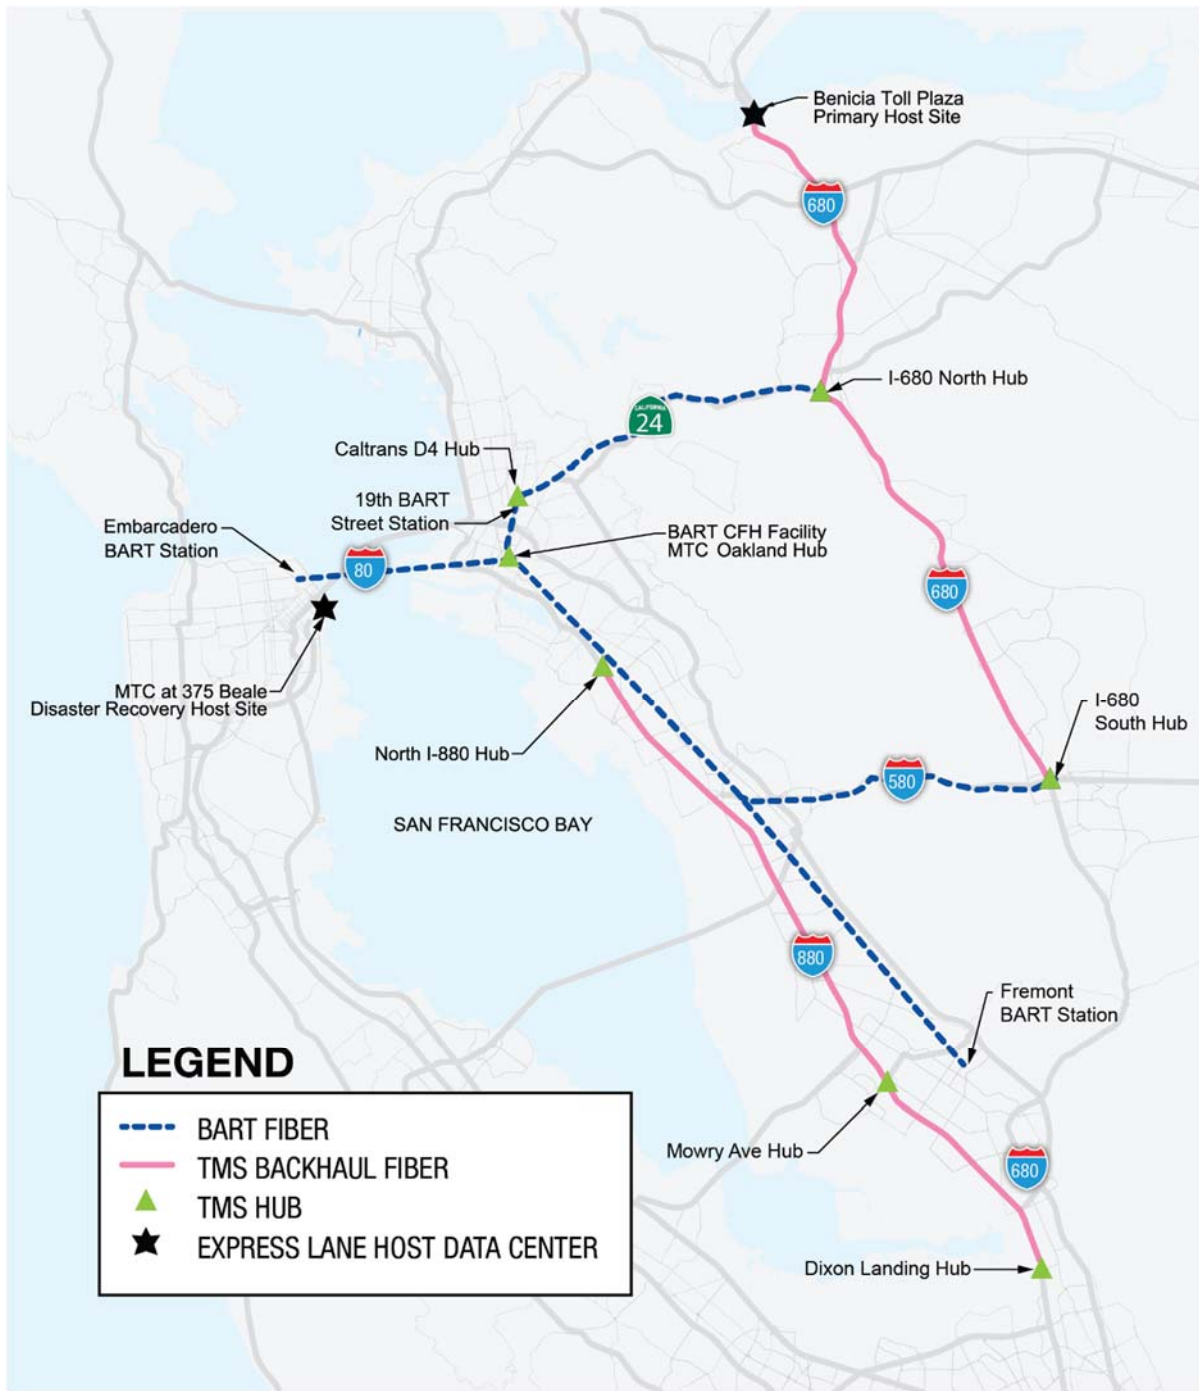 Benicia Toll Plaza
Primary Host Site
680
I-680 North Hub
CALIFORNIA
24
Caltrans D4 Hub
19th BART
Street Station
Embarcadero
BART Station
BART CFH Facility
MTC Oakland Hub
80
680
MTC at 375 Beale
Disaster Recovery Host Site
I-680
South Hub
North I-880 Hub
580
SAN FRANCISCO BAY
880
Fremont
BART Station
Mowry Ave Hub
680
Dixon Landing Hub
LEGEND
BART FIBER
TMS BACKHAUL FIBER
TMS HUB
EXPRESS LANE HOST DATA CENTER